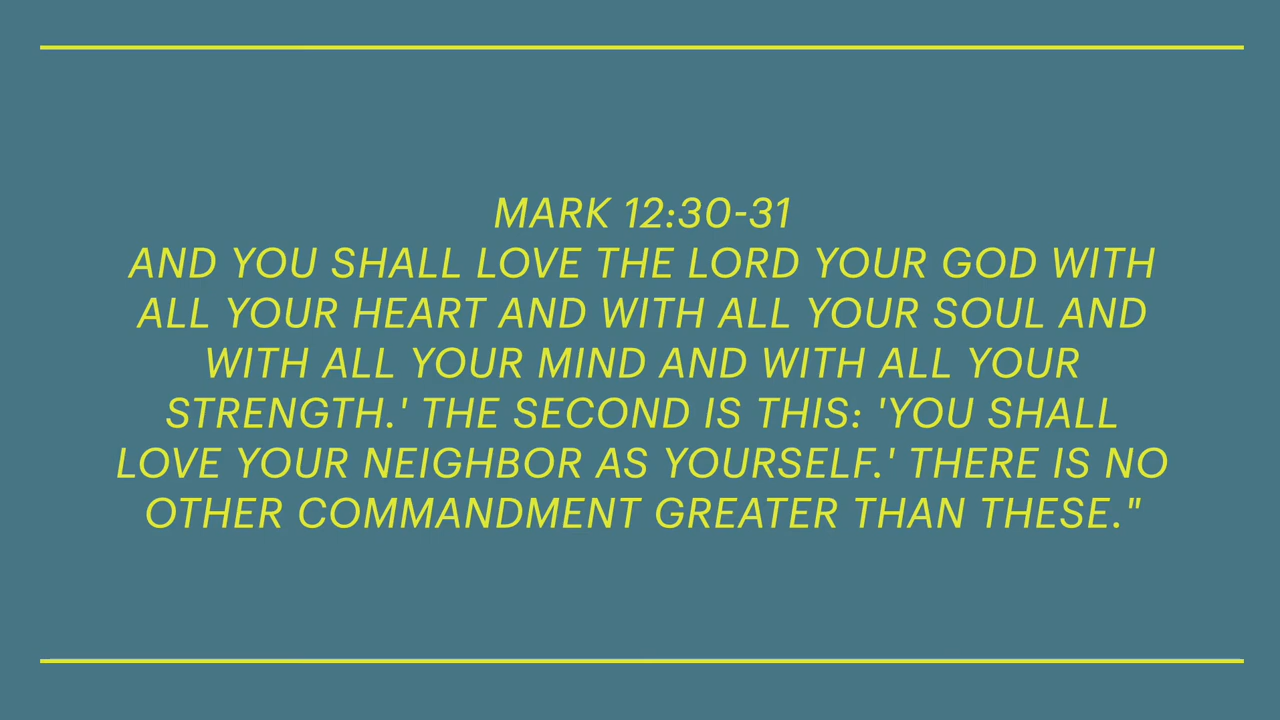 MARK 12:30-31
AND YOU SHALL LOVE THE LORD YOUR GOD WITH
ALL YOUR HEART AND WITH ALL YOUR SOUL AND
WITH ALL YOUR MIND AND WITH ALL YOUR
STRENGTH.' THE SECOND IS THIS: 'YOU SHALL
LOVE YOUR NEIGHBOR AS YOURSELF.' THERE IS NO
OTHER COMMANDMENT GREATER THAN THESE."